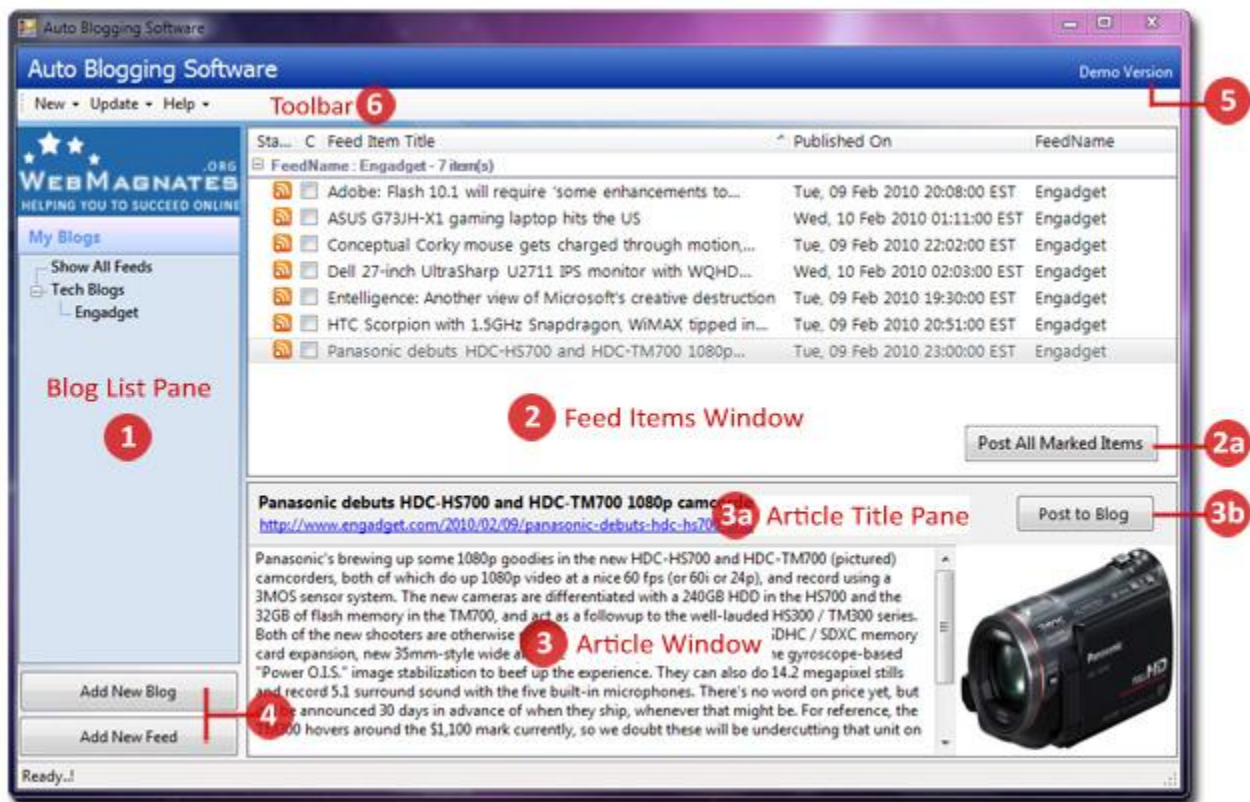 Auto Blogging Software
Auto Blogging Software
Demo Version
5
New Update Help
Toolbar 6
.ORG
WEBMAGNATES
HELPING YOU TO SUCCEED ONLINE
My Blogs
Show All Feeds
Tech Blogs
Engadget
Blog List Pane
1
Sta... C Feed Item Title Published On FeedName
FeedName : Engadget - 7 item(s)
Adobe: Flash 10.1 will require 'some enhancements to... Tue, 09 Feb 2010 20:08:00 EST Engadget
ASUS G73JH-X1 gaming laptop hits the US Wed, 10 Feb 2010 01:11:00 EST Engadget
Conceptual Corky mouse gets charged through motion,... Tue, 09 Feb 2010 22:02:00 EST Engadget
Dell 27-inch UltraSharp U2711 IPS monitor with WQHD... Wed, 10 Feb 2010 02:03:00 EST Engadget
Entelligence: Another view of Microsoft's creative destruction Tue, 09 Feb 2010 19:30:00 EST Engadget
HTC Scorpion with 1.5GHz Snapdragon, WiMAX tipped in... Tue, 09 Feb 2010 20:51:00 EST Engadget
Panasonic debuts HDC-HS700 and HDC-TM700 1080p... Tue, 09 Feb 2010 23:00:00 EST Engadget
2 Feed Items Window
Post All Marked Items
2a
Panasonic debuts HDC-HS700 and HDC-TM700 1080p camcorde
http://www.engadget.com/2010/02/09/panasonic-debuts-hdc-hs70
3a Article Title Pane
Post to Blog
3b
Panasonic's brewing up some 1080p goodies in the new HDC-HS700 and HDC-TM700 (pictured)
camcorders, both of which do up 1080p video at a nice 60 fps (or 60i or 24p), and record using a
3MOS sensor system. The new cameras are differentiated with a 240GB HDD in the HS700 and the
32GB of flash memory in the TM700, and act as a followup to the well-lauded HS300 / TM300 series.
Both of the new shooters are otherwise SDHC / SDXC memory
card expansion, new 35mm-style wide gyroscope-based
"Power O.I.S." image stabilization to beef up the experience. They can also do 14.2 megapixel stills
and record 5.1 surround sound with the five built-in microphones. There's no word on price yet, but
be announced 30 days in advance of when they ship, whenever that might be. For reference, the
TM300 hovers around the $1,100 mark currently, so we doubt these will be undercutting that unit on
3 Article Window
Panasonic
FULL HD
Add New Blog
Add New Feed
4
Ready..!